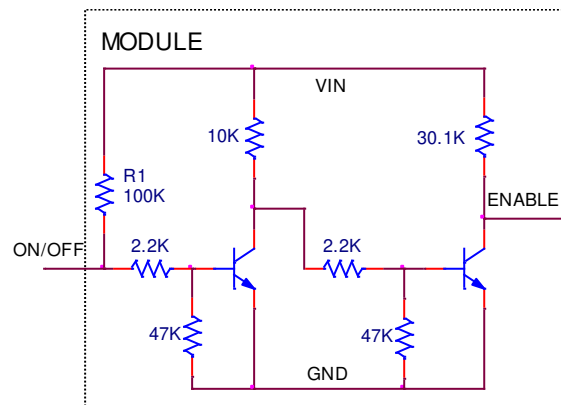 MODULE
VIN
10K
30.1K
R1
100K
ENABLE
ON/OFF
2.2K
2.2K
47K
47K
GND